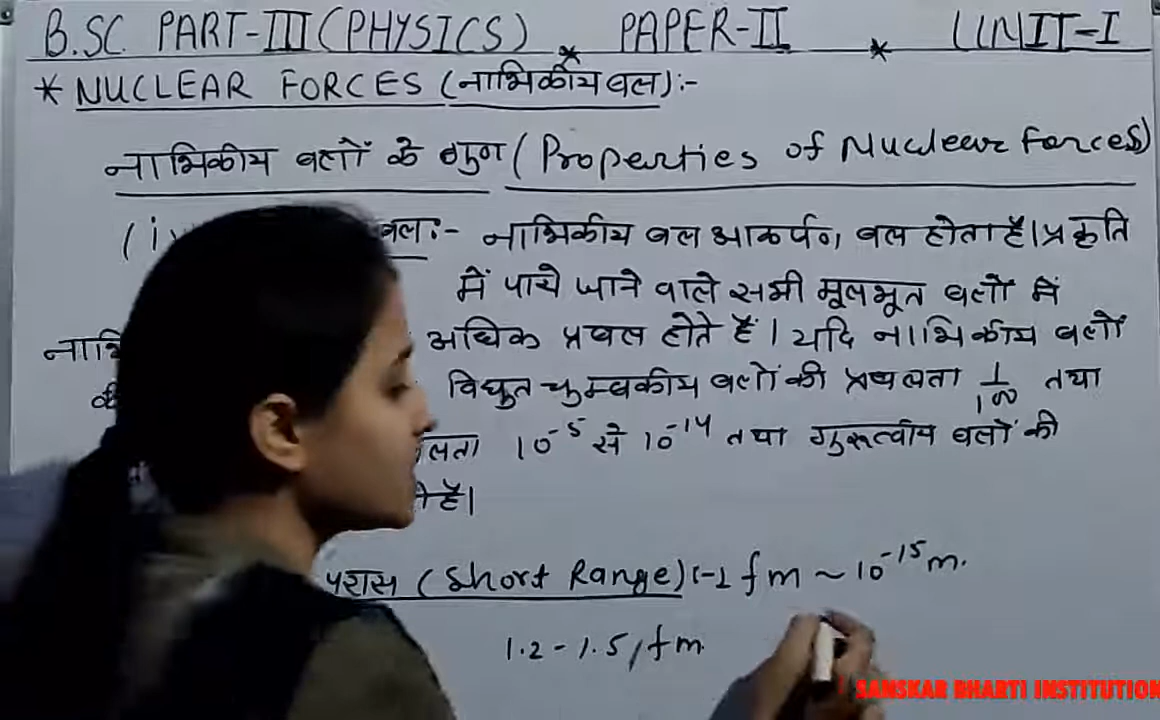 B.SC PART-III (PHYSICS) * PAPER-II * UNIT-I
* NUCLEAR FORCES (नाभिकीय बल) :-
नाभिकीय बलों के गुण (Properties of Nuclear forces)
(i) बल :- नाभिकीय बल आकर्षण बल होता है। प्रकृति
में पाये जाने वाले सभी मूलभूत बलों में
नाभि अधिक प्रबल होते हैं। यदि नाभिकीय बलों
की विद्युत चुम्बकीय बलों की प्रबलता 1/100 तथा
लता 10⁻⁵ से 10⁻¹⁴ तथा गुरुत्वीय बलों की
है।
परास (Short Range) :- 1 fm ~ 10⁻¹⁵ m.
1.2 - 1.5 fm
SANSKAR BHARTI INSTITUTION